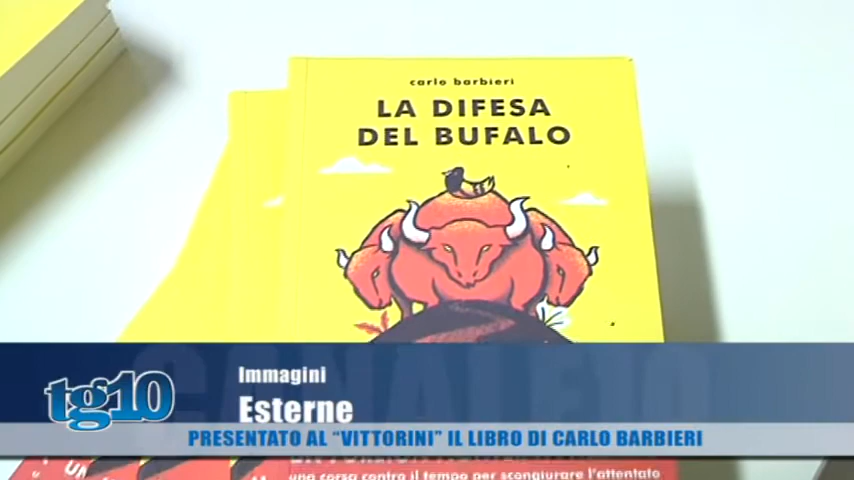 carlo barbieri
LA DIFESA
DEL BUFALO
tg10
Immagini
Esterne
PRESENTATO AL “VITTORINI” IL LIBRO DI CARLO BARBIERI
una corsa contro il tempo per scongiurare l'attentato